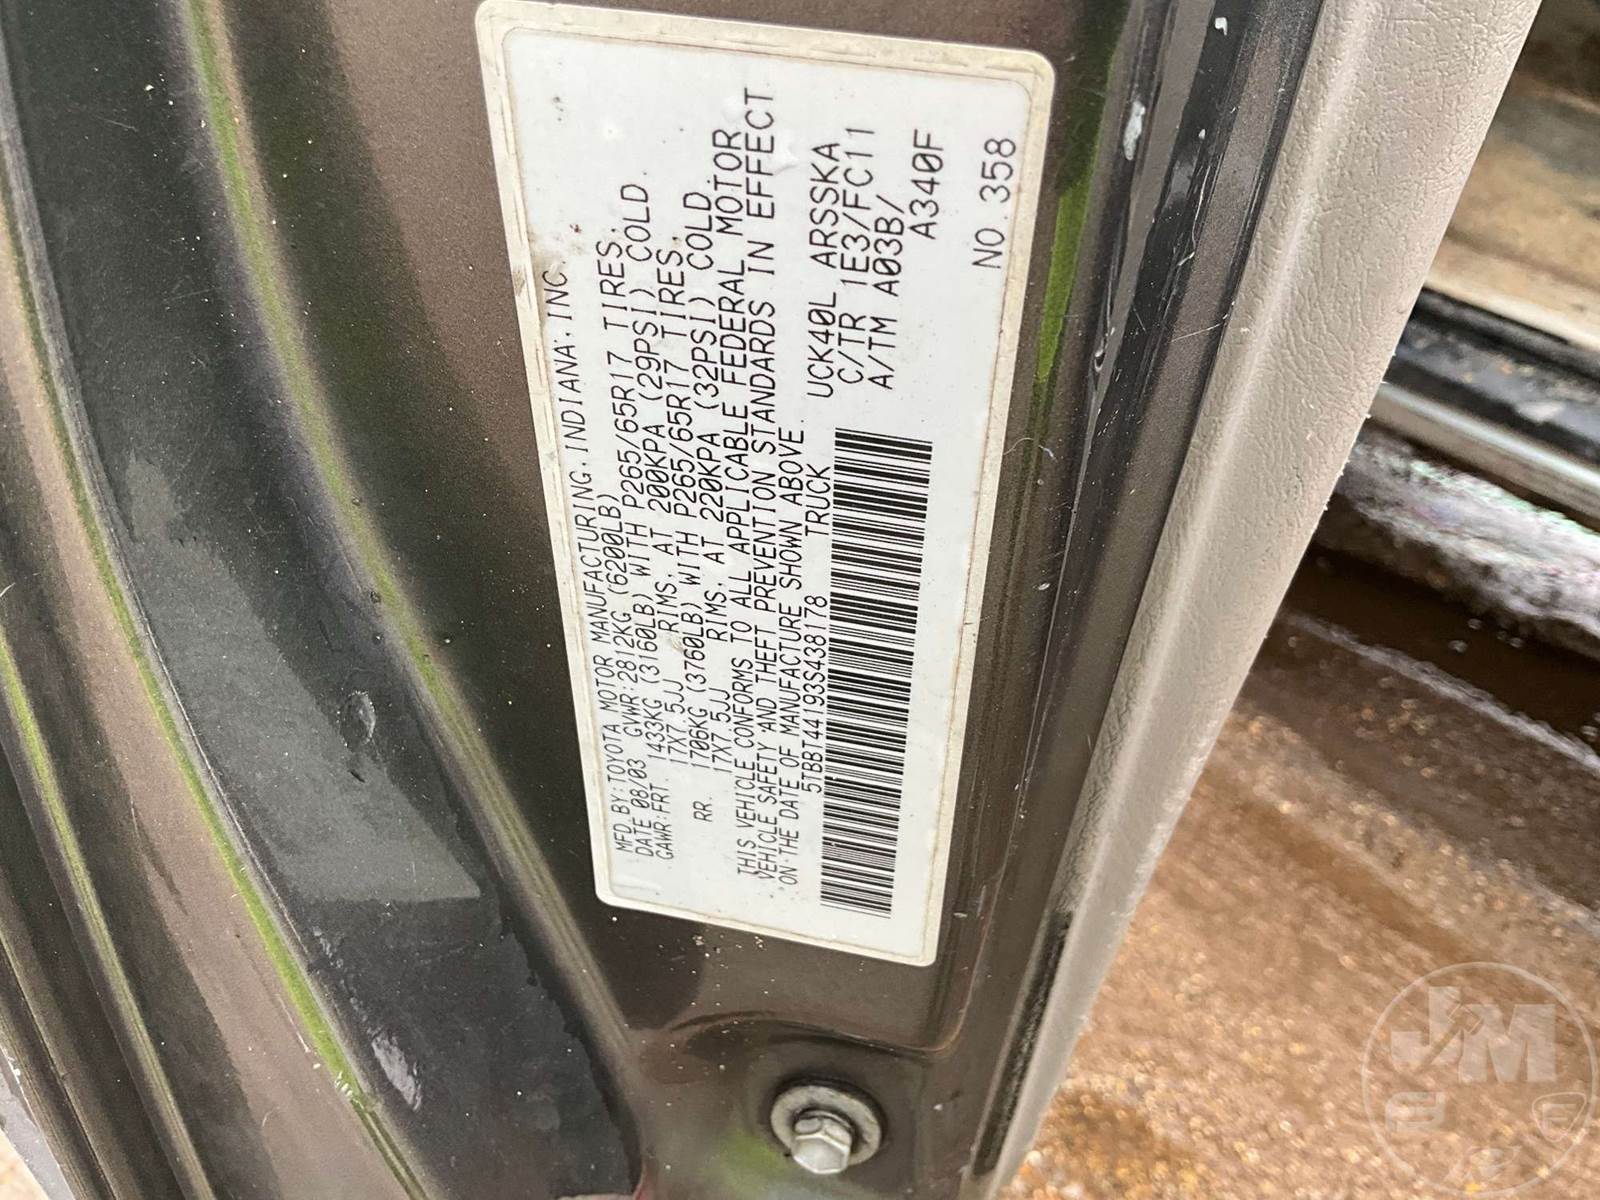 MFD BY: TOYOTA MOTOR MANUFACTURING, INDIANA, INC.
DATE 08/03 GVWR: 2812KG (6200LB)
GAWR: FRT. 1433KG (3160LB) WITH P265/65R17 TIRES,
17X7.5JJ RIMS, AT 200KPA (29PSI) COLD.
RR. 1706KG (3760LB) WITH P265/65R17 TIRES,
17X7.5JJ RIMS, AT 220KPA (32PSI) COLD
THIS VEHICLE CONFORMS TO ALL APPLICABLE FEDERAL MOTOR
VEHICLE SAFETY AND THEFT PREVENTION STANDARDS IN EFFECT
ON THE DATE OF MANUFACTURE SHOWN ABOVE.
5TBBT44193S438178 TRUCK
UCK40L ARSSKA
C/TR 1E3/FC11
A/TM A03B/
A340F
NO.358
JM